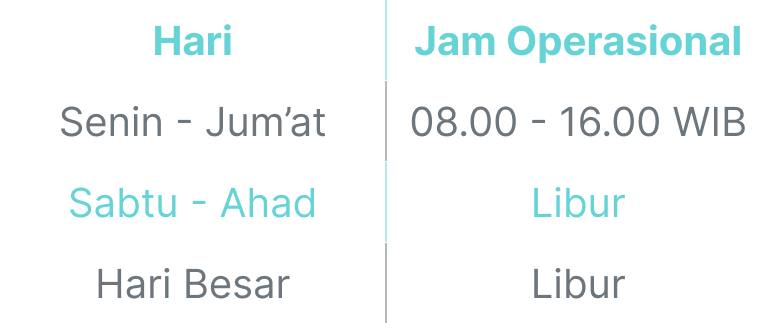 Hari Jam Operasional
Senin - Jum’at 08.00 - 16.00 WIB
Sabtu - Ahad Libur
Hari Besar Libur